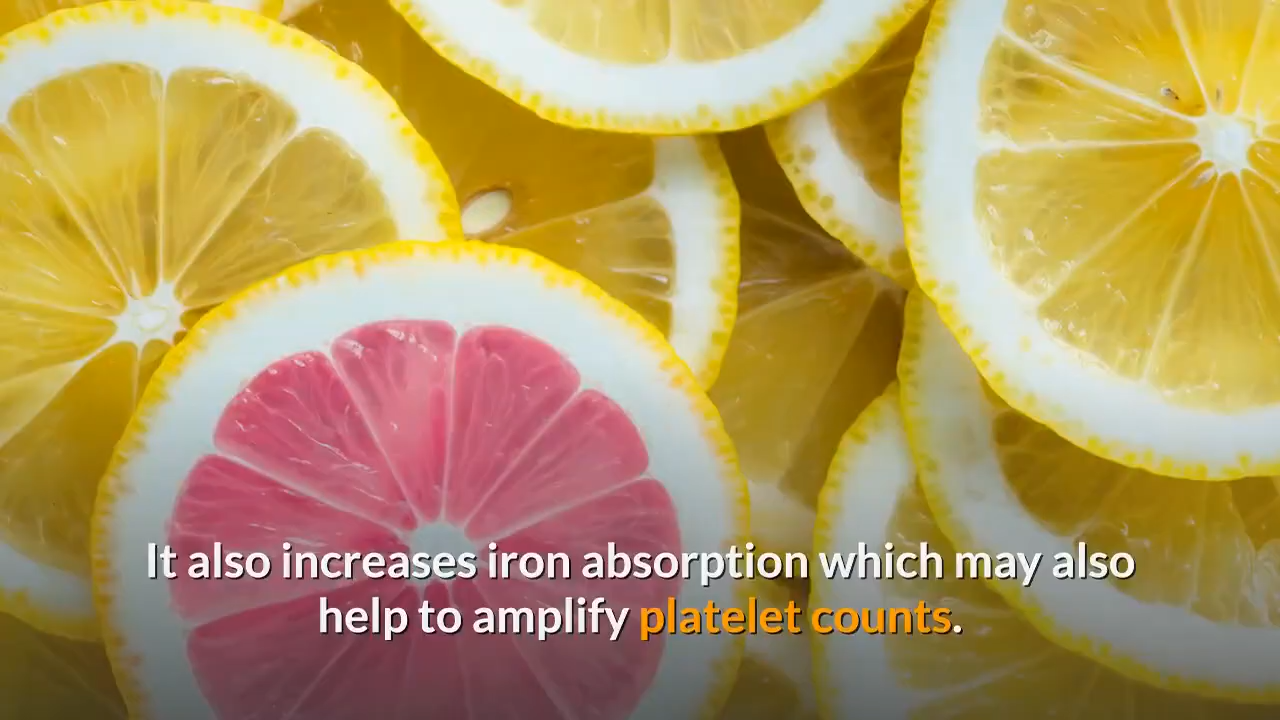 It also increases iron absorption which may also
help to amplify platelet counts.